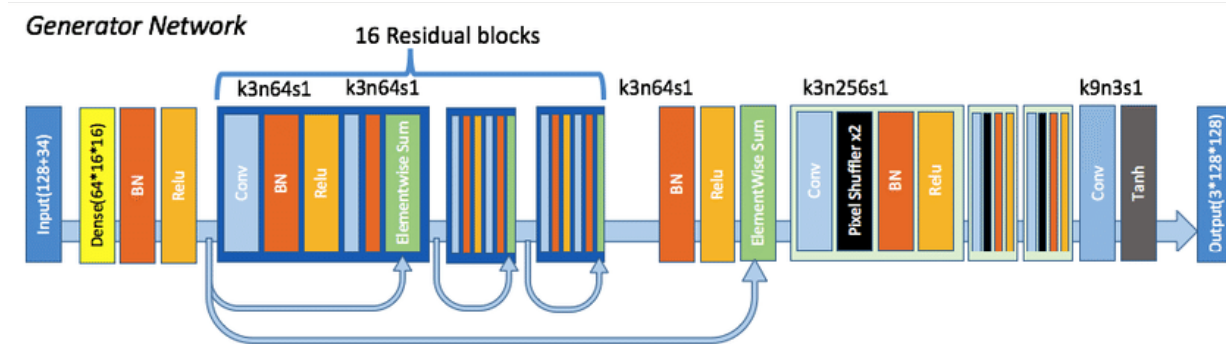 Generator Network
16 Residual blocks
k3n64s1
k3n64s1
k3n64s1
k3n256s1
k9n3s1
Input(128+34)
Dense(64*16*16)
BN
Relu
Conv
BN
Relu
Elementwise Sum
BN
Relu
ElementWise Sum
Conv
Pixel Shuffler x2
BN
Relu
Conv
Tanh
Output(3*128*128)